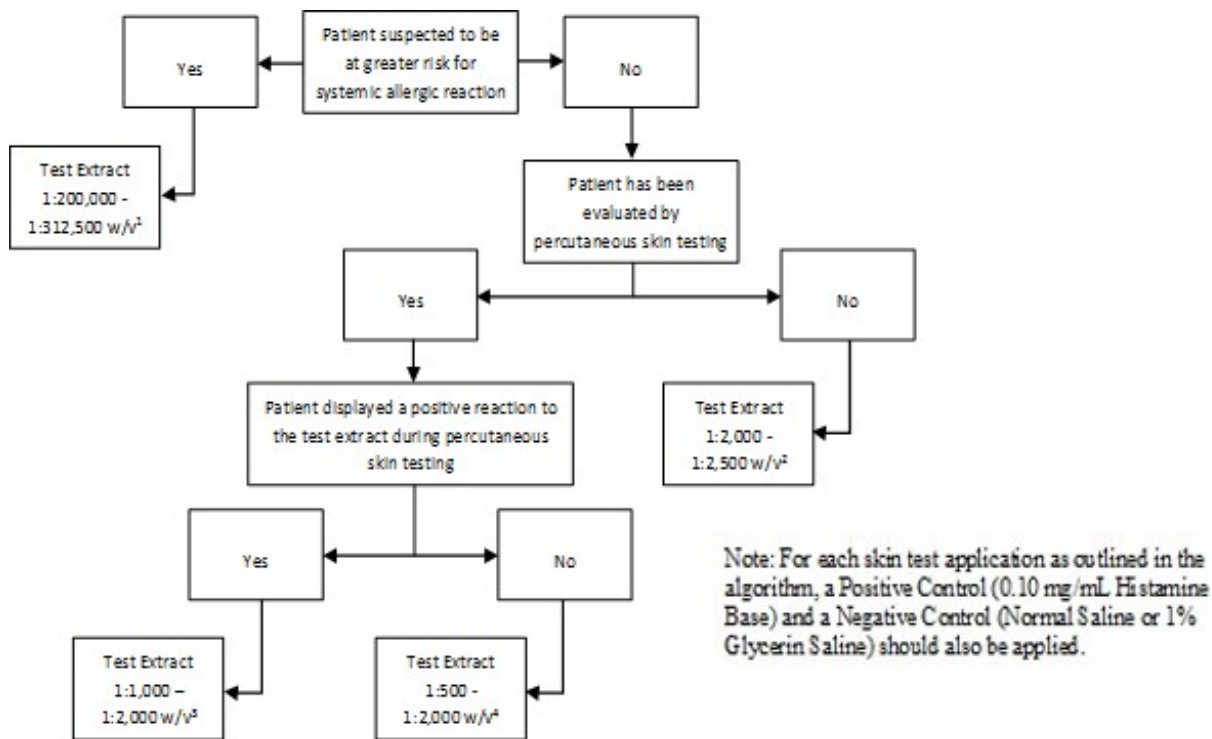 Patient suspected to be
at greater risk for
systemic allergic reaction
Yes
No
Test Extract
1:200,000 -
1:312,500 w/v¹
Patient has been
evaluated by
percutaneous skin testing
Yes
No
Patient displayed a positive reaction to
the test extract during percutaneous
skin testing
Test Extract
1:2,000 -
1:2,500 w/v²
Yes
No
Test Extract
1:1,000 –
1:2,000 w/v³
Test Extract
1:500 -
1:2,000 w/v⁴
Note: For each skin test application as outlined in the
algorithm, a Positive Control (0.10 mg/mL Histamine
Base) and a Negative Control (Normal Saline or 1%
Glycerin Saline) should also be applied.